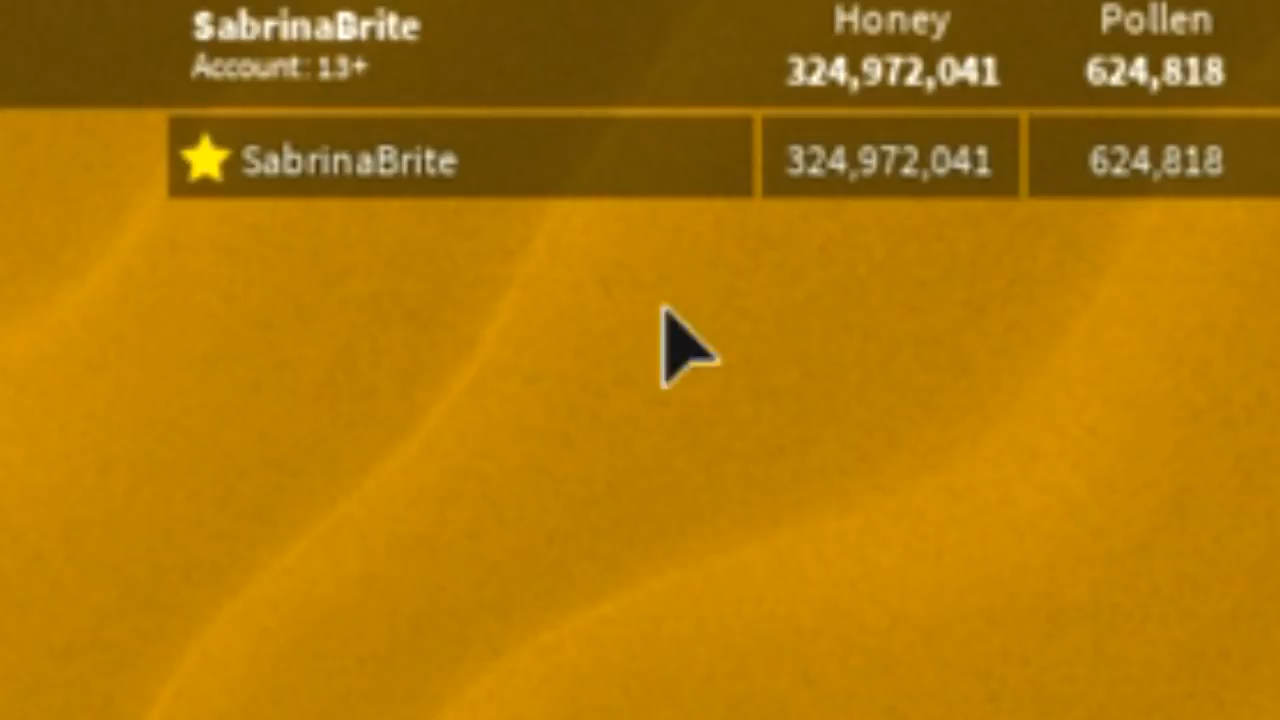 SabrinaBrite Honey Pollen
Account: 13+ 324,972,041 624,818
SabrinaBrite 324,972,041 624,818